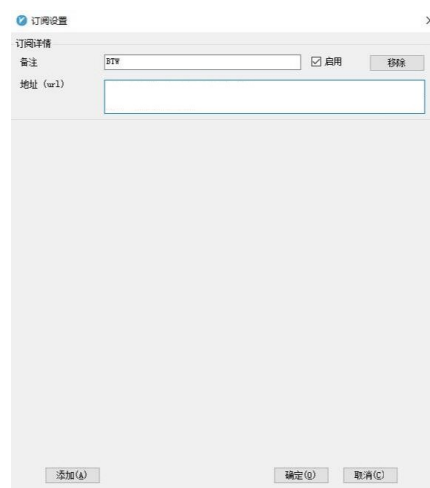 订阅设置
订阅详情
备注 BTW 启用 移除
地址 (url)
添加(A) 确定(O) 取消(C)